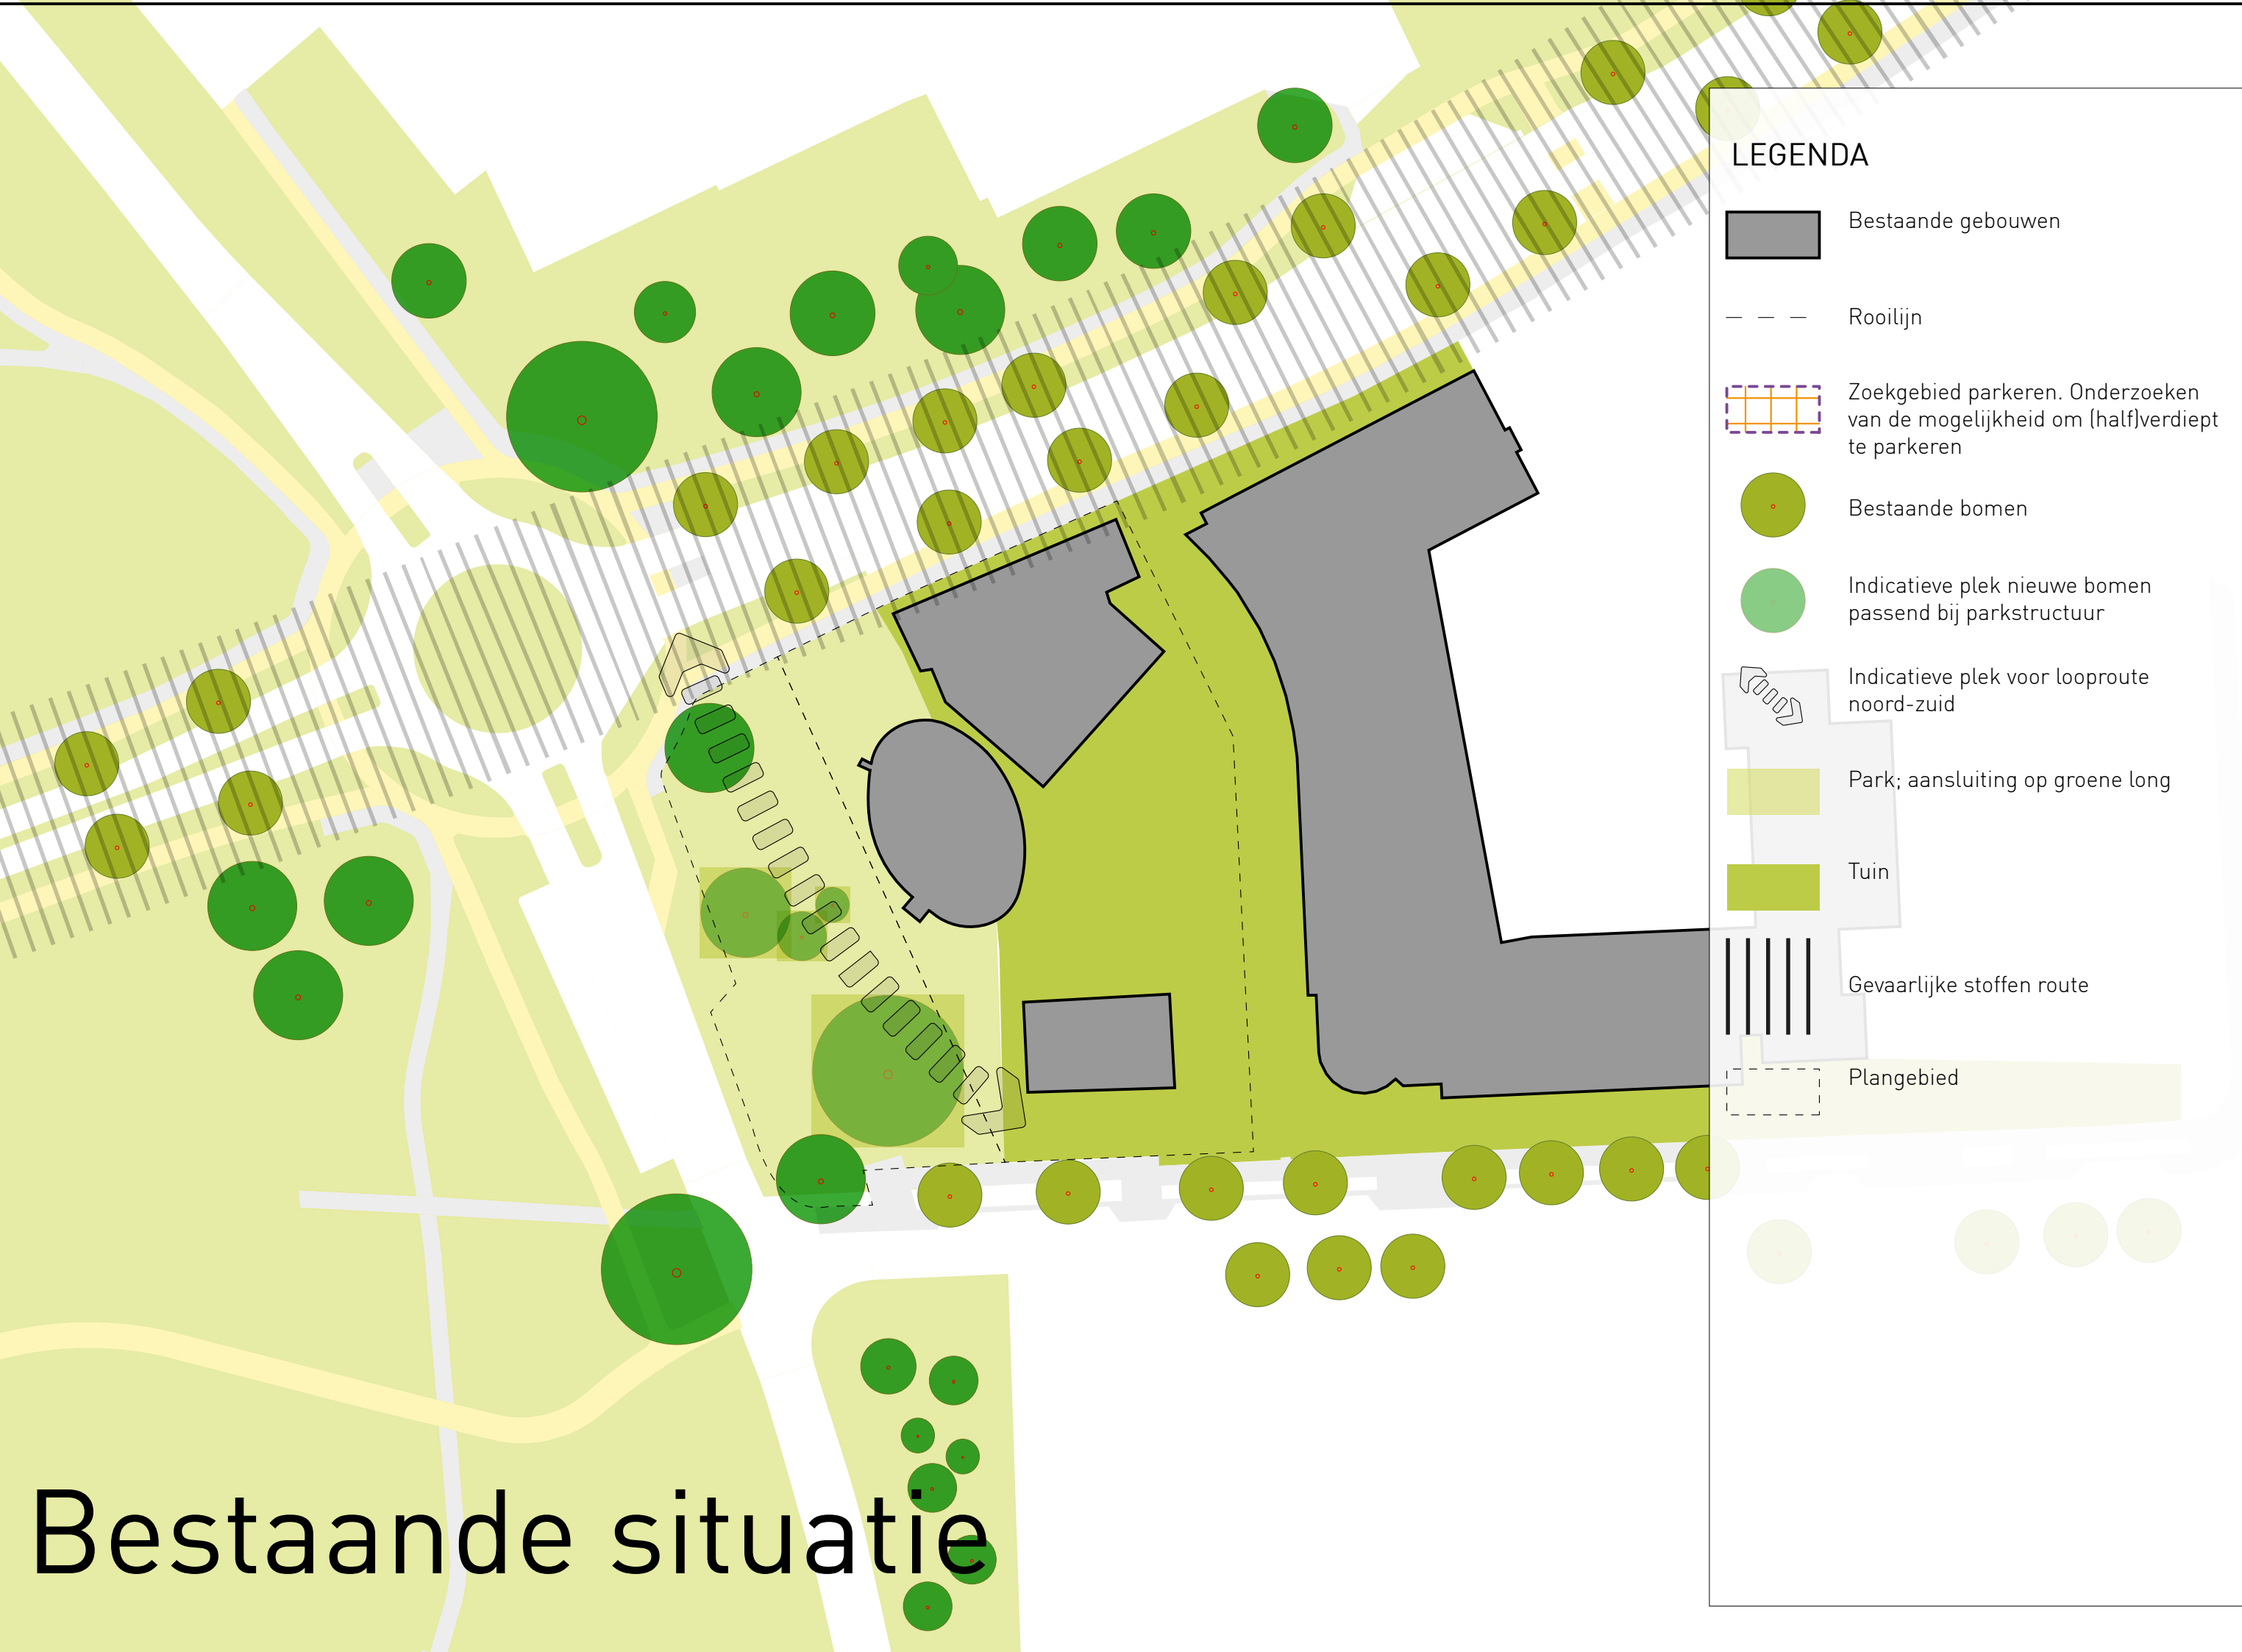 LEGENDA
Bestaande gebouwen
Rooilijn
Zoekgebied parkeren. Onderzoeken
van de mogelijkheid om (half)verdiept
te parkeren
Bestaande bomen
Indicatieve plek nieuwe bomen
passend bij parkstructuur
Indicatieve plek voor looproute
noord-zuid
Park; aansluiting op groene long
Tuin
Gevaarlijke stoffen route
Plangebied
Bestaande situatie